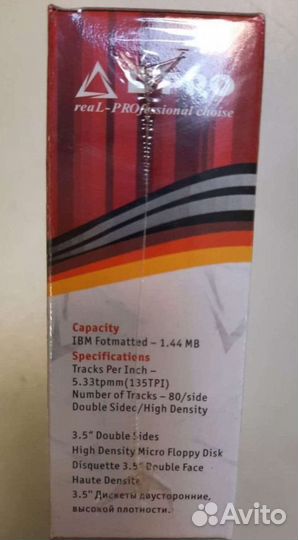 L-PRO
reaL-PROfessional choise
Capacity
IBM Fotmatted – 1.44 MB
Specifications
Tracks Per Inch –
5.33tpmm(135TPI)
Number of Tracks – 80/side
Double Sidec/High Density
3.5" Double Sides
High Density Micro Floppy Disk
Disquette 3.5" Double Face
Haute Densite
3.5" Дискеты двусторонние,
высокой плотности.
Avito